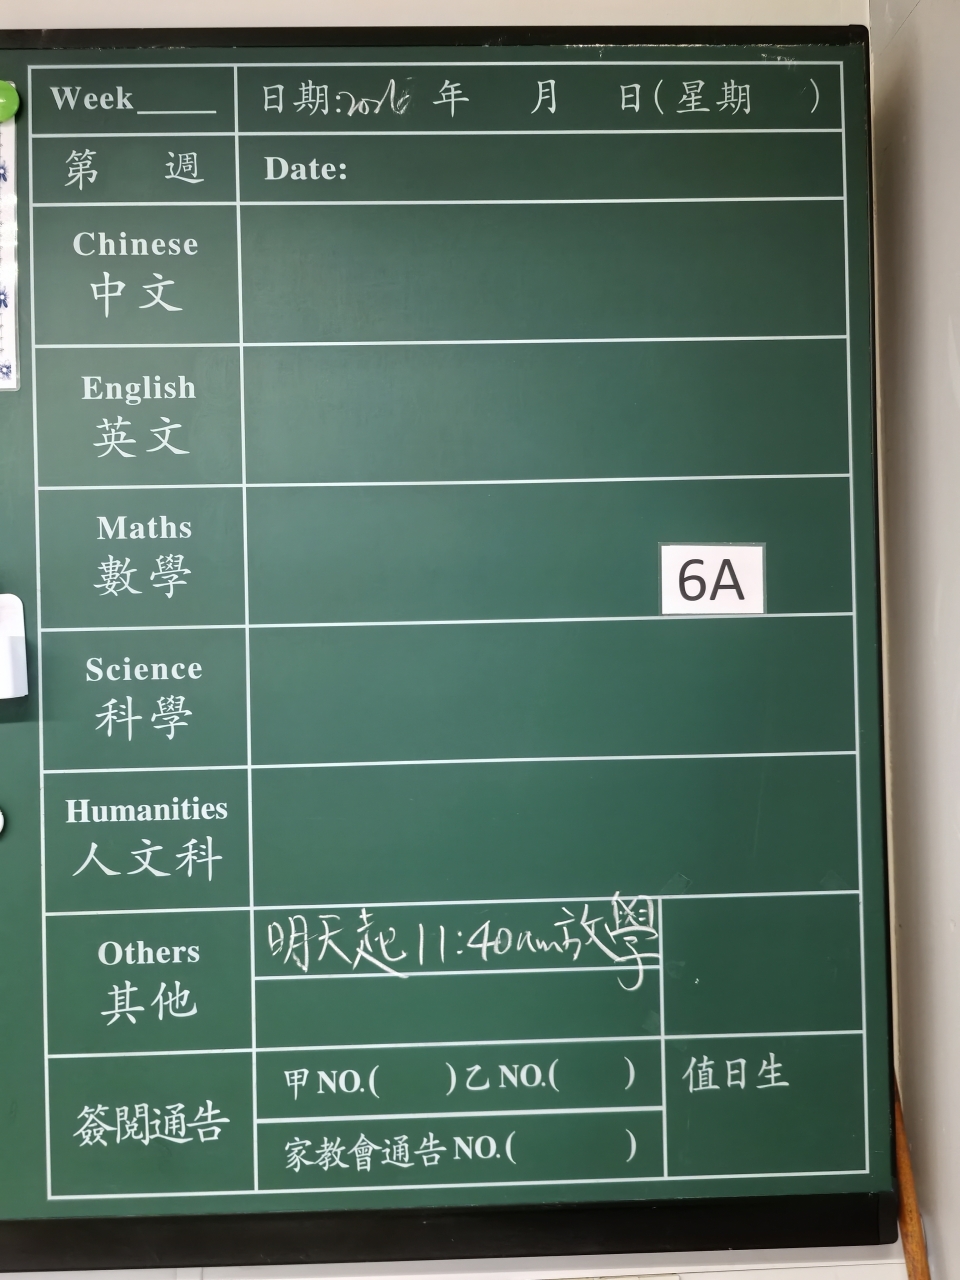 Week____ 日期: 年 月 日(星期 )
第 週 Date:
Chinese
中文
English
英文
Maths
數學
6A
Science
科學
Humanities
人文科
Others
其他
明天起11:40am放學
簽閱通告
甲NO.( )乙NO.( )
家教會通告NO.( )
值日生